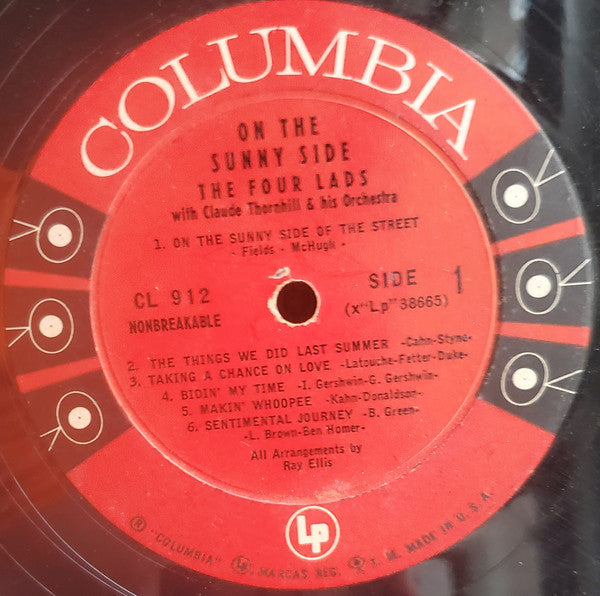 COLUMBIA
ON THE
SUNNY SIDE
THE FOUR LADS
with Claude Thornhill & his Orchestra
1. ON THE SUNNY SIDE OF THE STREET
- Fields - McHugh -
CL 912
NONBREAKABLE
SIDE 1
(x"Lp"38665)
2. THE THINGS WE DID LAST SUMMER -Cahn-Styne-
3. TAKING A CHANCE ON LOVE -Latouche-Fetter-Duke-
4. BIDIN' MY TIME -I. Gershwin-G. Gershwin-
5. MAKIN' WHOOPEE -Kahn-Donaldson-
6. SENTIMENTAL JOURNEY -B. Green-
-L. Brown-Ben Homer-
All Arrangements by
Ray Ellis
Lp
® "COLUMBIA" MARCAS REG. T. M. MADE IN U. S. A.